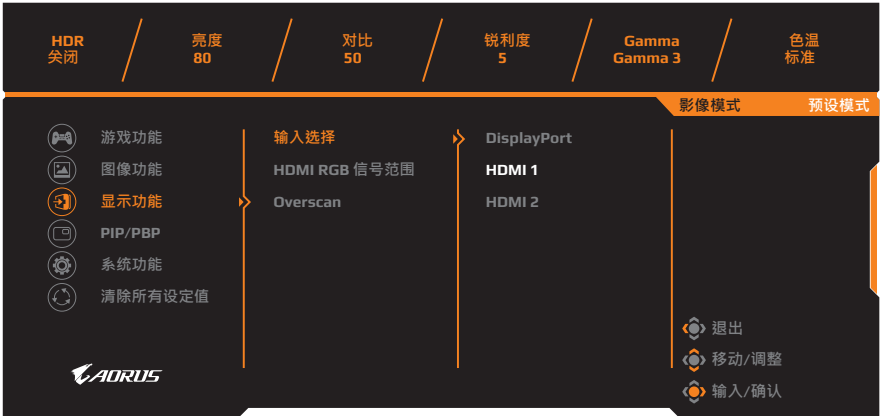 HDR 亮度 对比 锐利度 Gamma 色温
关闭 80 50 5 Gamma 3 标准
影像模式 预设模式
游戏功能 输入选择 DisplayPort
图像功能 HDMI RGB 信号范围 HDMI 1
显示功能 Overscan HDMI 2
PIP/PBP
系统功能
清除所有设定值
退出
移动/调整
AORUS
输入/确认